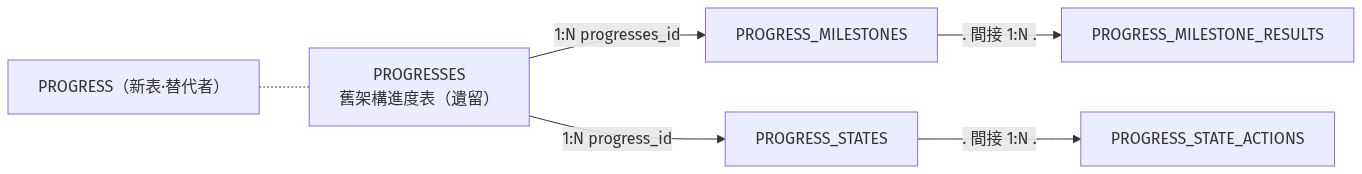 PROGRESS（新表·替代者）
PROGRESSES
舊架構進度表（遺留）
1:N progresses_id
PROGRESS_MILESTONES
. 間接 1:N .
PROGRESS_MILESTONE_RESULTS
1:N progress_id
PROGRESS_STATES
. 間接 1:N .
PROGRESS_STATE_ACTIONS